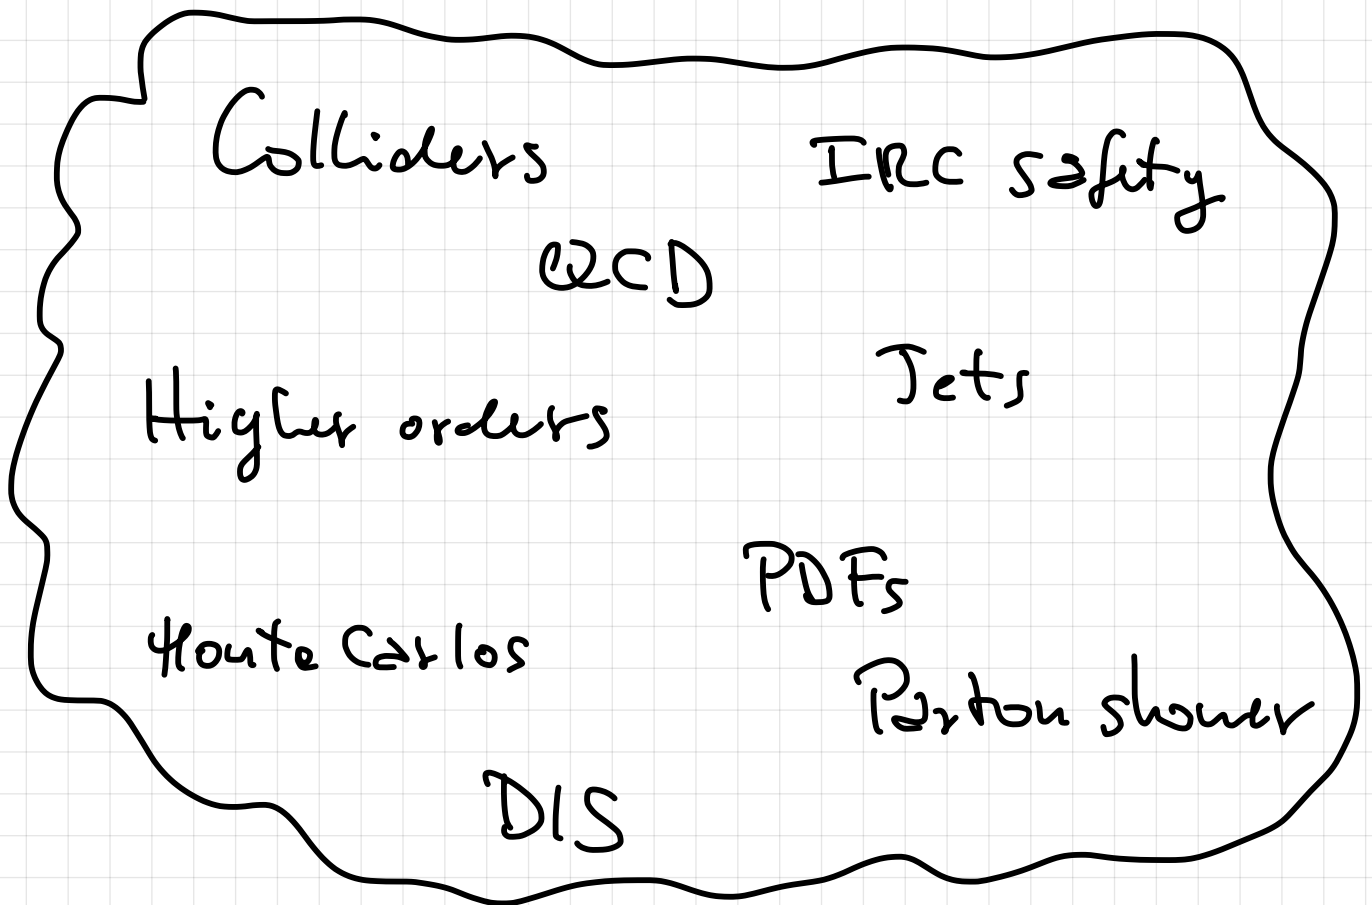 Colliders
IRC safety
QCD
Jets
Higher orders
PDFs
Monte Carlos
Parton shower
DIS